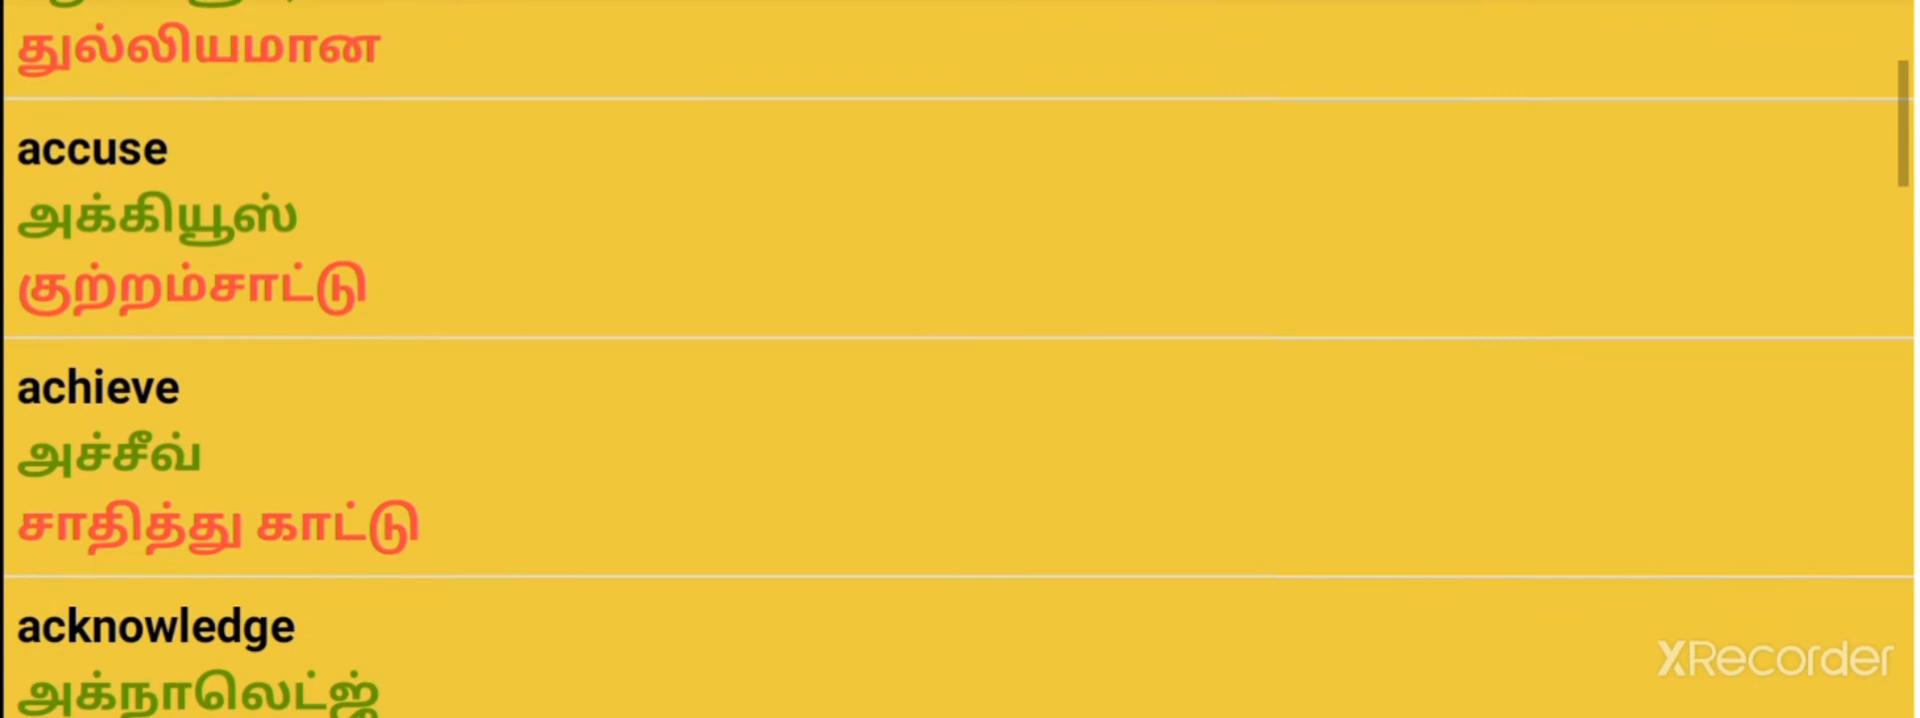 துல்லியமான
accuse
அக்கியூஸ்
குற்றம்சாட்டு
achieve
அச்சீவ்
சாதித்து காட்டு
acknowledge
அக்நாலெட்ஜ்
XRecorder